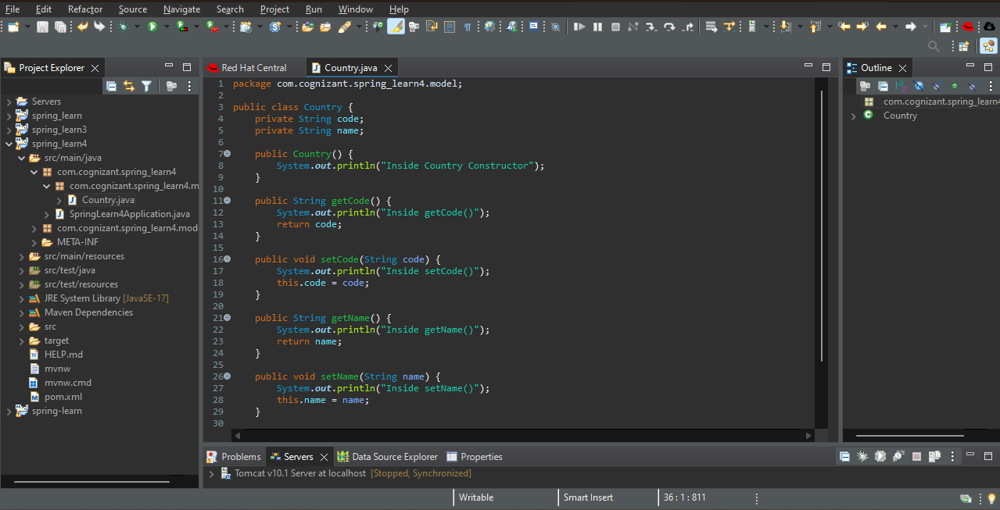 File Edit Refactor Source Navigate Search Project Run Window Help
Project Explorer
Servers
spring_learn
spring_learn3
spring_learn4
src/main/java
com.cognizant.spring_learn4
com.cognizant.spring_learn4.m
Country.java
SpringLearn4Application.java
com.cognizant.spring_learn4.mod
META-INF
src/main/resources
src/test/java
src/test/resources
JRE System Library [JavaSE-17]
Maven Dependencies
src
target
HELP.md
mvnw
mvnw.cmd
pom.xml
spring-learn
Red Hat Central Country.java
1 package com.cognizant.spring_learn4.model;
2
3 public class Country {
4 private String code;
5 private String name;
6
7 public Country() {
8 System.out.println("Inside Country Constructor");
9 }
10
11 public String getCode() {
12 System.out.println("Inside getCode()");
13 return code;
14 }
15
16 public void setCode(String code) {
17 System.out.println("Inside setCode()");
18 this.code = code;
19 }
20
21 public String getName() {
22 System.out.println("Inside getName()");
23 return name;
24 }
25
26 public void setName(String name) {
27 System.out.println("Inside setName()");
28 this.name = name;
29 }
30
Outline
com.cognizant.spring_learn4
Country
Problems Servers Data Source Explorer Properties
Tomcat v10.1 Server at localhost [Stopped, Synchronized]
Writable Smart Insert 36 : 1 : 811